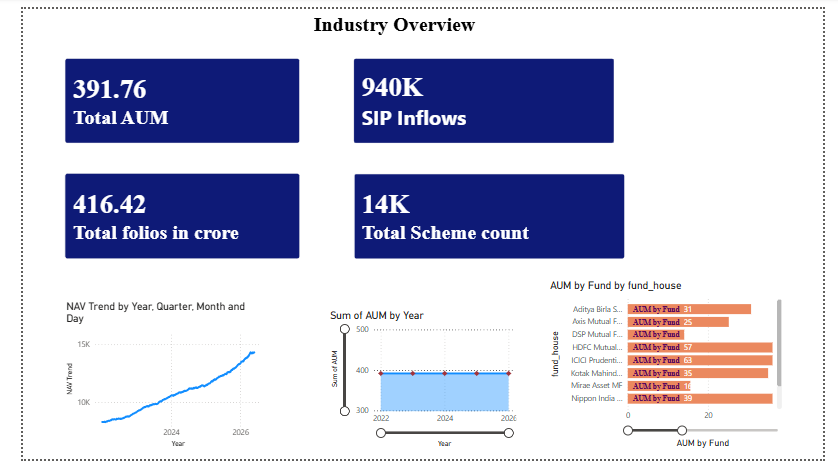 Industry Overview
391.76
Total AUM
940K
SIP Inflows
416.42
Total folios in crore
14K
Total Scheme count
NAV Trend by Year, Quarter, Month and
Day
15K
10K
NAV Trend
2024
2026
Year
Sum of AUM by Year
500
400
300
Sum of AUM
2022
2024
2026
Year
AUM by Fund by fund_house
fund_house
Aditya Birla S... AUM by Fund 31
Axis Mutual F... AUM by Fund 25
DSP Mutual F... AUM by Fund
HDFC Mutual... AUM by Fund 57
ICICI Prudenti... AUM by Fund 63
Kotak Mahind... AUM by Fund 35
Mirae Asset MF AUM by Fund
Nippon India ... AUM by Fund 39
0
20
AUM by Fund